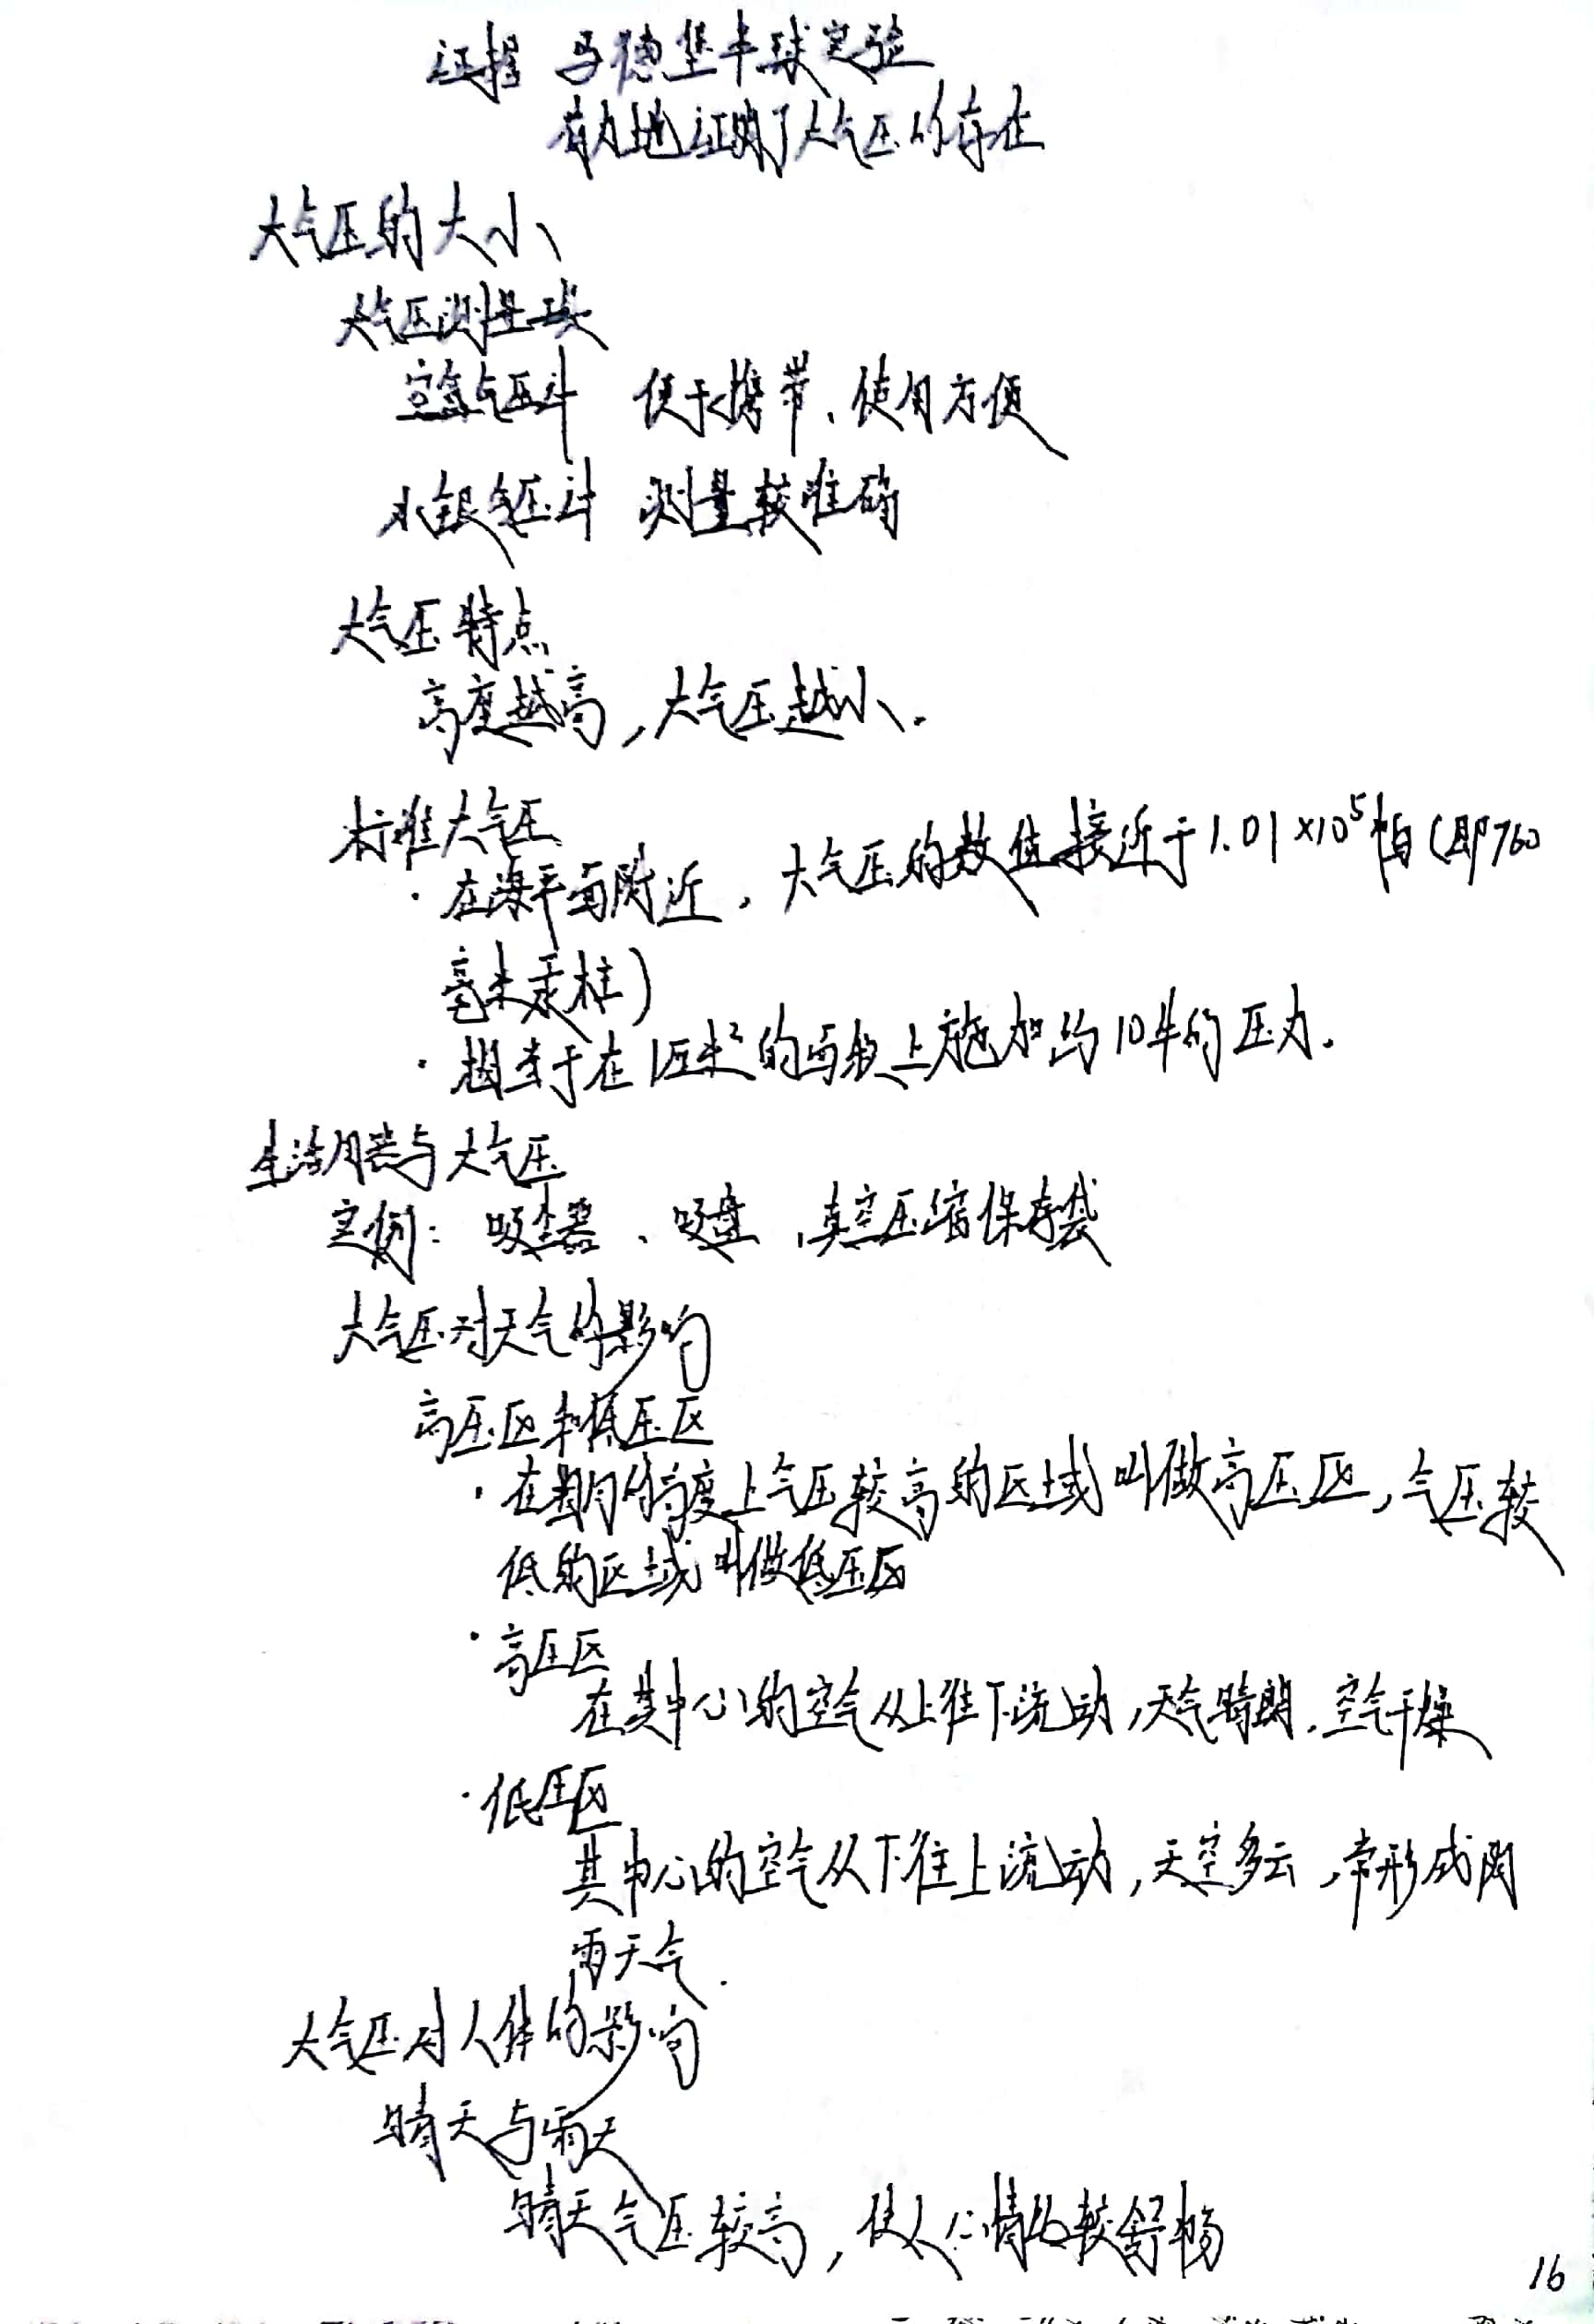 证据 马德堡半球实验
有力地证明了大气压的存在
大气压的大小
大气压测量工具
空盒气压计 便于携带、使用方便
水银气压计 测量较准确
大气压特点
高度越高,大气压越小.
标准大气压
·在海平面附近,大气压的数值接近于1.01×10⁵帕(即760
毫米汞柱)
·相当于在1厘米²的面积上施加约10牛的压力.
生活用器与大气压
实例:吸尘器、吸盘、真空压缩保存袋
大气压对天气的影响
高压区和低压区
·在相同的高度上气压较高的区域叫做高压区,气压较
低的区域叫做低压区
·高压区
在其中心的空气从上往下流动,天气晴朗,空气干燥
·低压区
其中心的空气从下往上流动,天空多云,常形成阴
雨天气.
大气压对人体的影响
晴天与雨天
晴天气压较高,使人心情比较舒畅
16